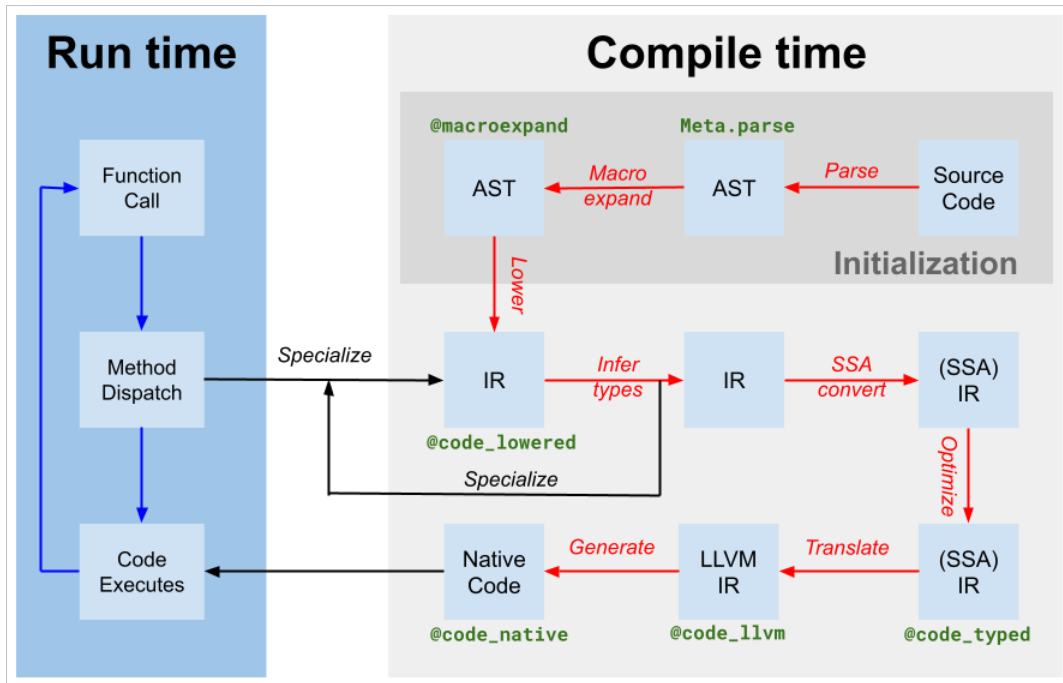 Run time
Compile time
@macroexpand
Meta.parse
Function
Call
AST
Macro
expand
AST
Parse
Source
Code
Initialization
Lower
Method
Dispatch
Specialize
IR
Infer
types
IR
SSA
convert
(SSA)
IR
@code_lowered
Specialize
Optimize
Code
Executes
Native
Code
Generate
LLVM
IR
Translate
(SSA)
IR
@code_native
@code_llvm
@code_typed